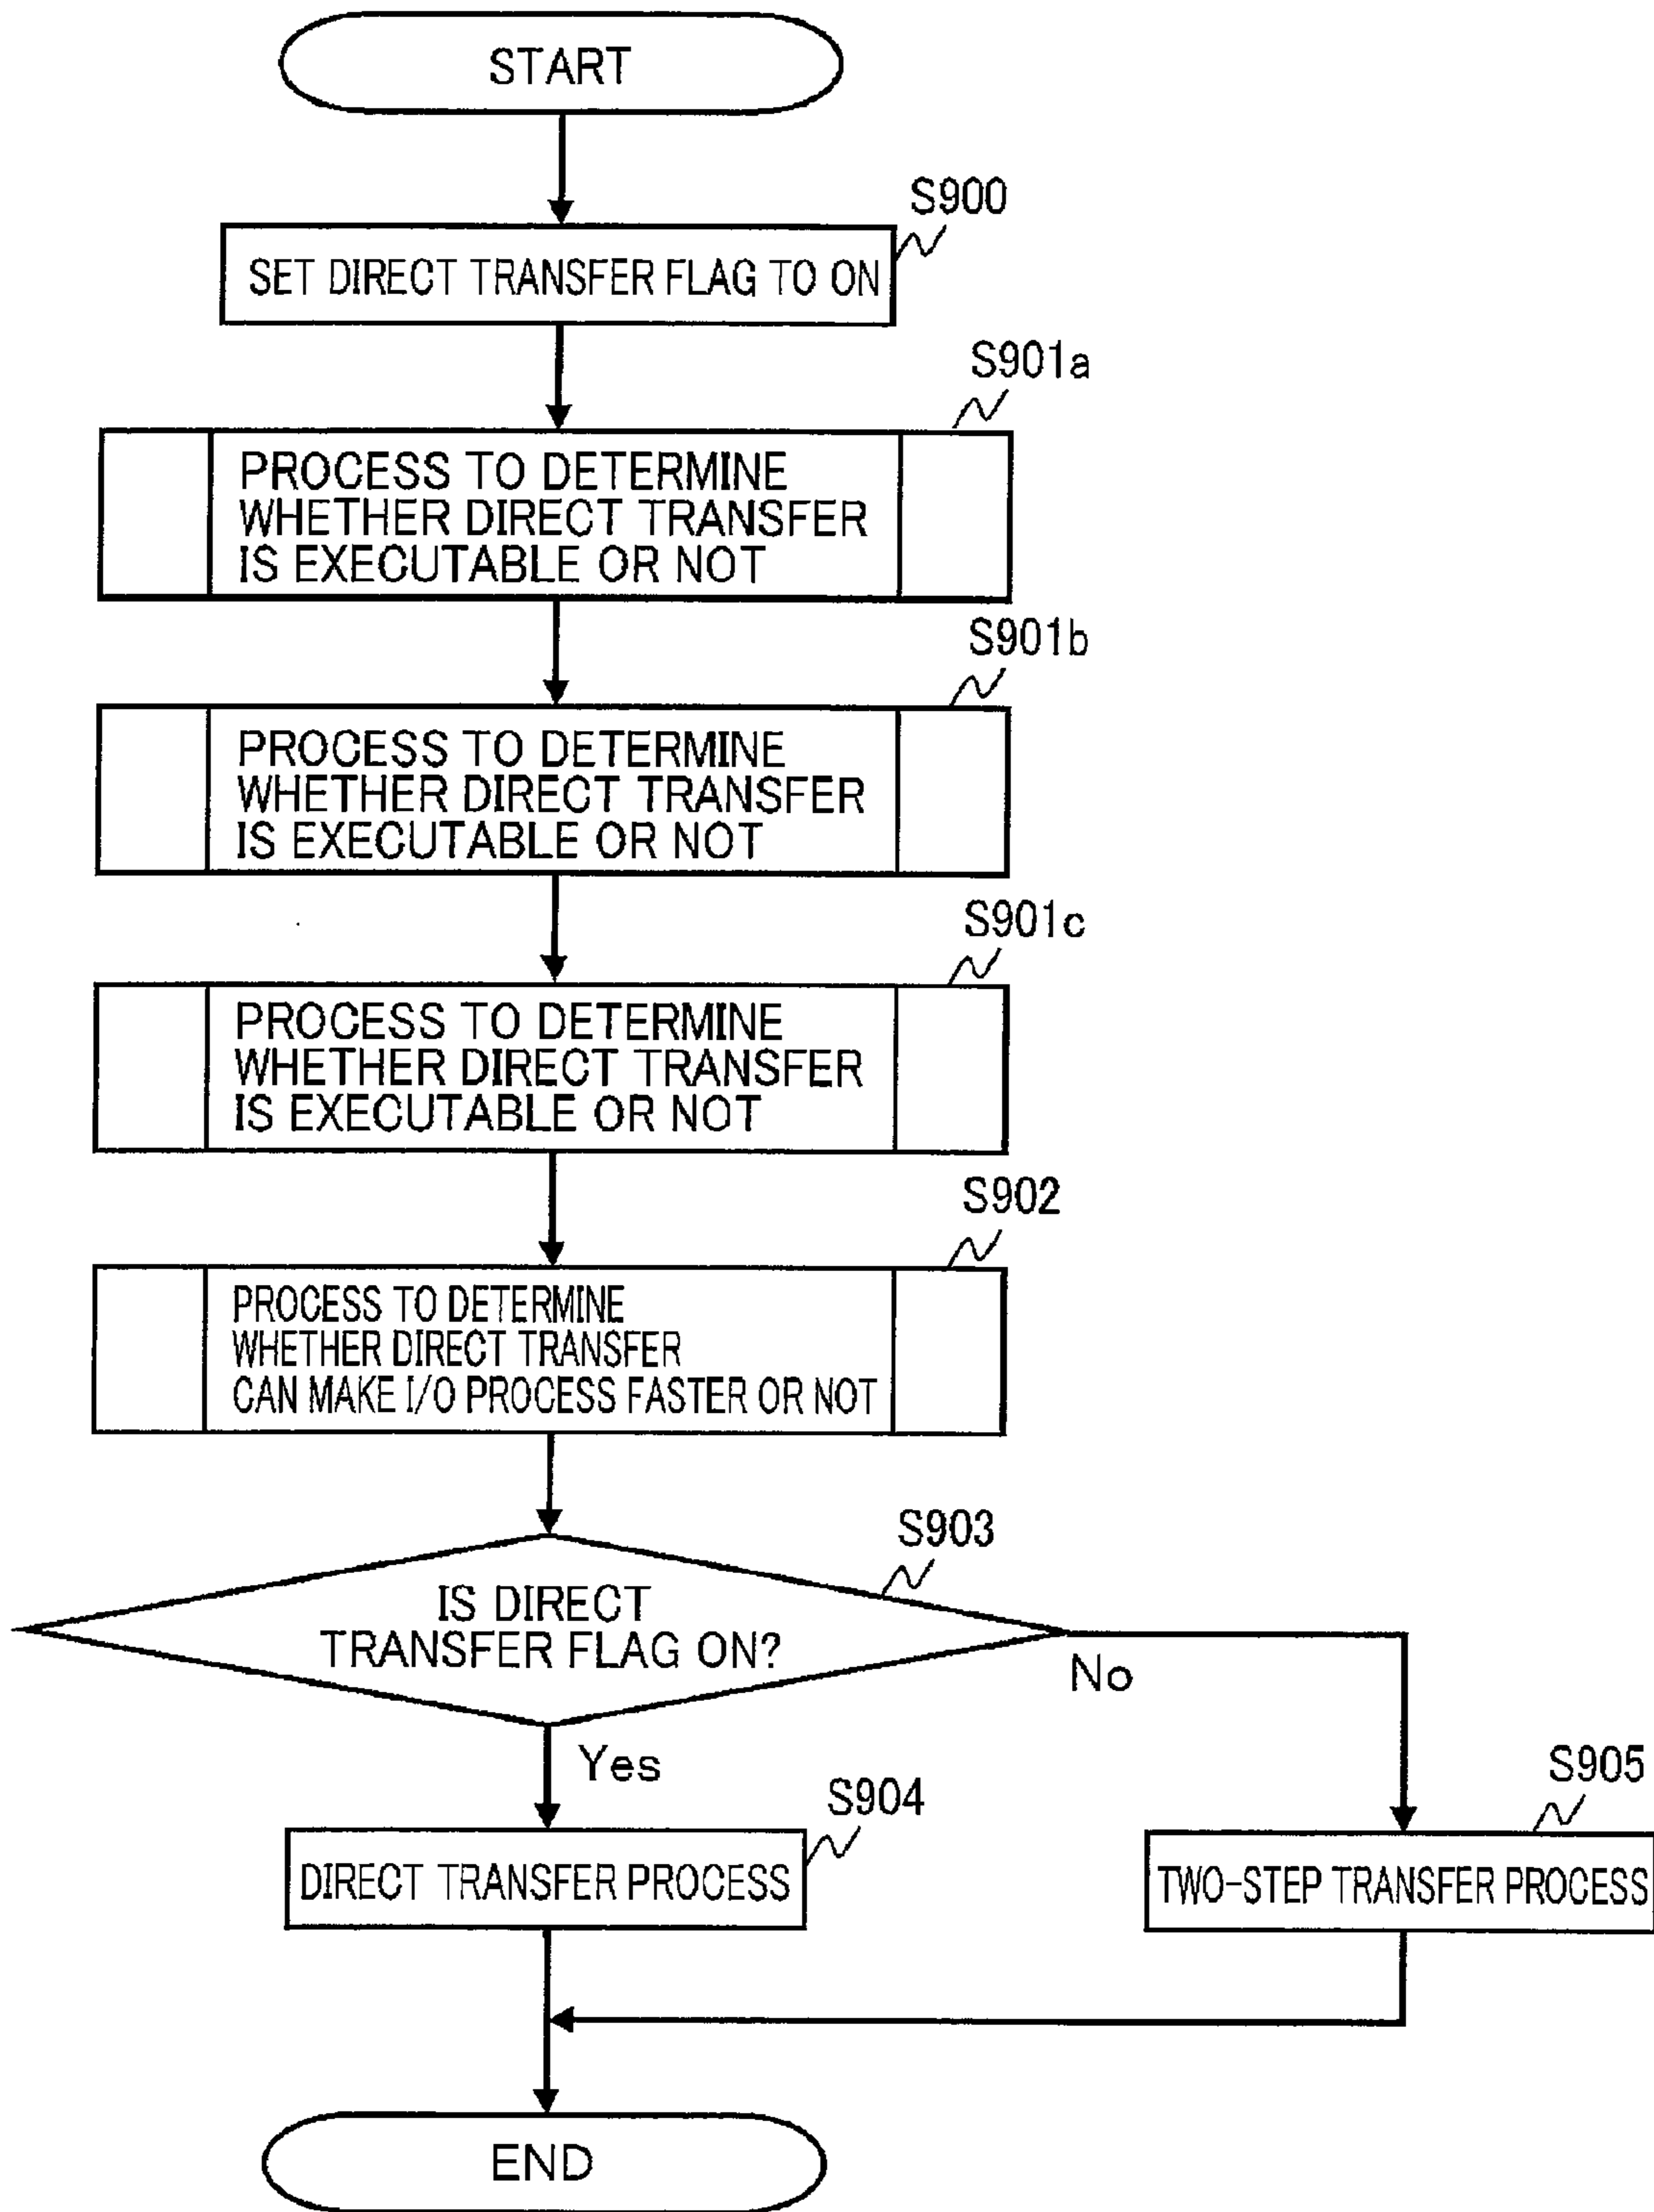 START
S900
SET DIRECT TRANSFER FLAG TO ON
S901a
PROCESS TO DETERMINE
WHETHER DIRECT TRANSFER
IS EXECUTABLE OR NOT
S901b
PROCESS TO DETERMINE
WHETHER DIRECT TRANSFER
IS EXECUTABLE OR NOT
S901c
PROCESS TO DETERMINE
WHETHER DIRECT TRANSFER
IS EXECUTABLE OR NOT
S902
PROCESS TO DETERMINE
WHETHER DIRECT TRANSFER
CAN MAKE I/O PROCESS FASTER OR NOT
S903
IS DIRECT
TRANSFER FLAG ON?
No
Yes
S904
S905
DIRECT TRANSFER PROCESS
TWO-STEP TRANSFER PROCESS
END